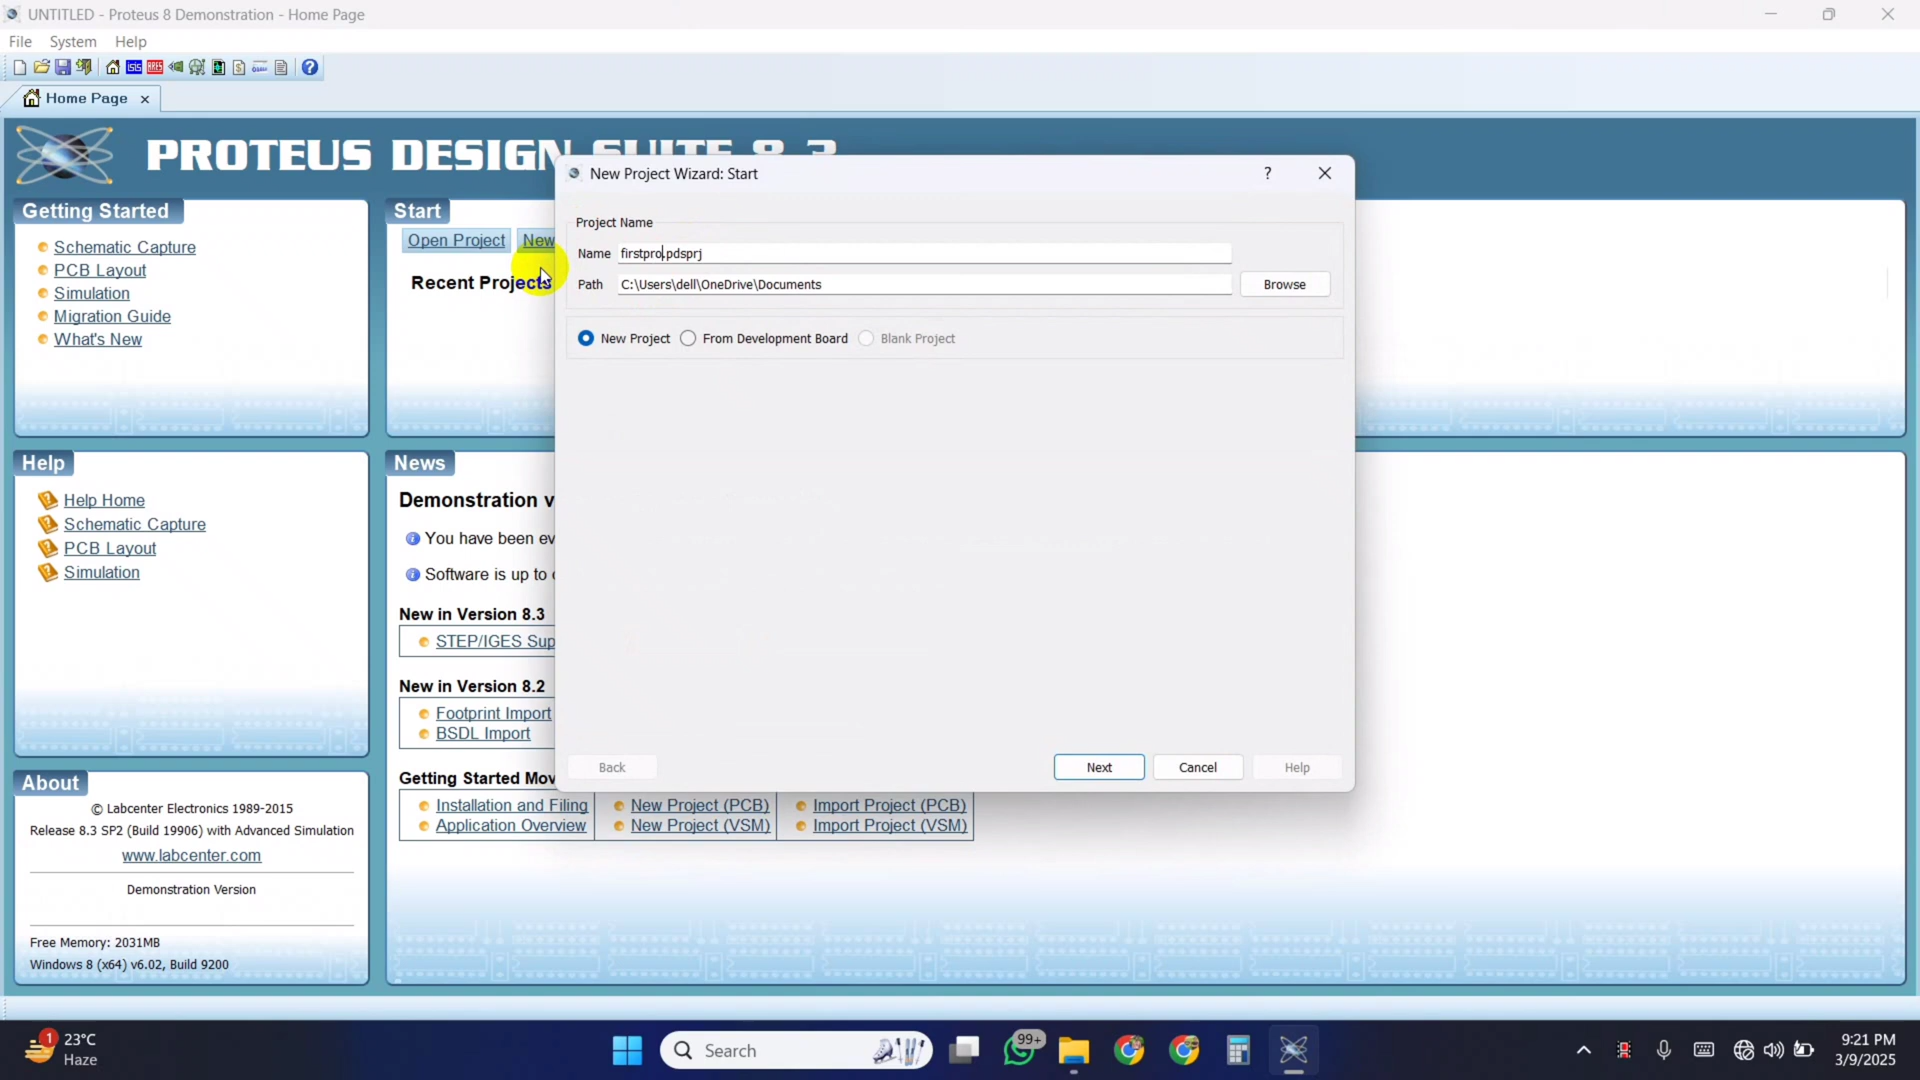 UNTITLED - Proteus 8 Demonstration - Home Page
File System Help
Home Page
PROTEUS DESIGN SUITE 8.3
New Project Wizard: Start
Project Name
Name firstpro.pdsprj
Path C:\Users\dell\OneDrive\Documents Browse
New Project From Development Board Blank Project
Back Next Cancel Help
Getting Started
Schematic Capture
PCB Layout
Simulation
Migration Guide
What's New
Start
Open Project New
Recent Projects
Help
Help Home
Schematic Capture
PCB Layout
Simulation
News
Demonstration v
You have been ev
Software is up to
New in Version 8.3
STEP/IGES Sup
New in Version 8.2
Footprint Import
BSDL Import
Getting Started Mov
Installation and Filing New Project (PCB) Import Project (PCB)
Application Overview New Project (VSM) Import Project (VSM)
About
© Labcenter Electronics 1989-2015
Release 8.3 SP2 (Build 19906) with Advanced Simulation
www.labcenter.com
Demonstration Version
Free Memory: 2031MB
Windows 8 (x64) v6.02, Build 9200
1
23°C
Haze
Search
99+
9:21 PM
3/9/2025